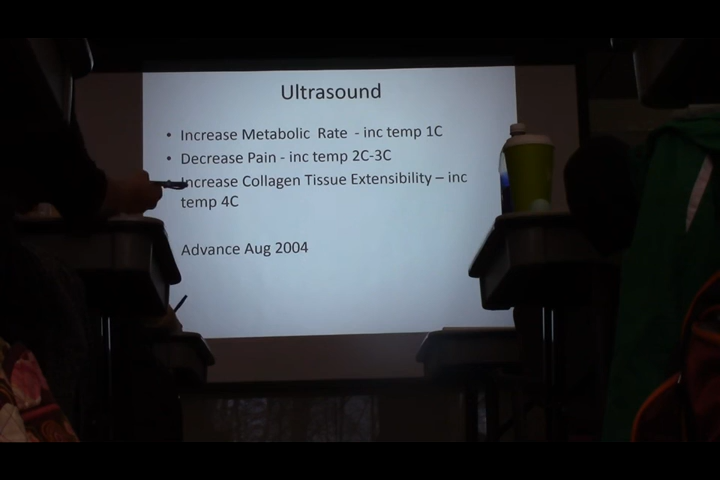 Ultrasound
• Increase Metabolic Rate - inc temp 1C
• Decrease Pain - inc temp 2C-3C
Increase Collagen Tissue Extensibility – inc
temp 4C
Advance Aug 2004